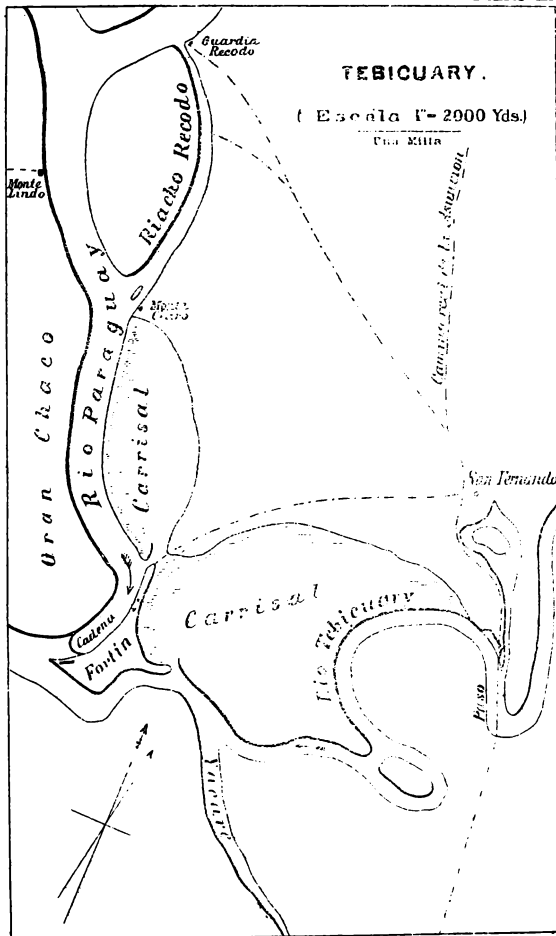 Guardia
Recodo
TEBICUARY.
( Escala 1"= 2000 Yds.)
Una Milla
Riacho Recodo
Monte
Lindo
Camino real de la Asuncion
Rio Paraguay
Monte
Gran Chaco
Carrisal
San Fernando
Carrisal
Rio Tebicuary
Cadena
Fortin
Paso